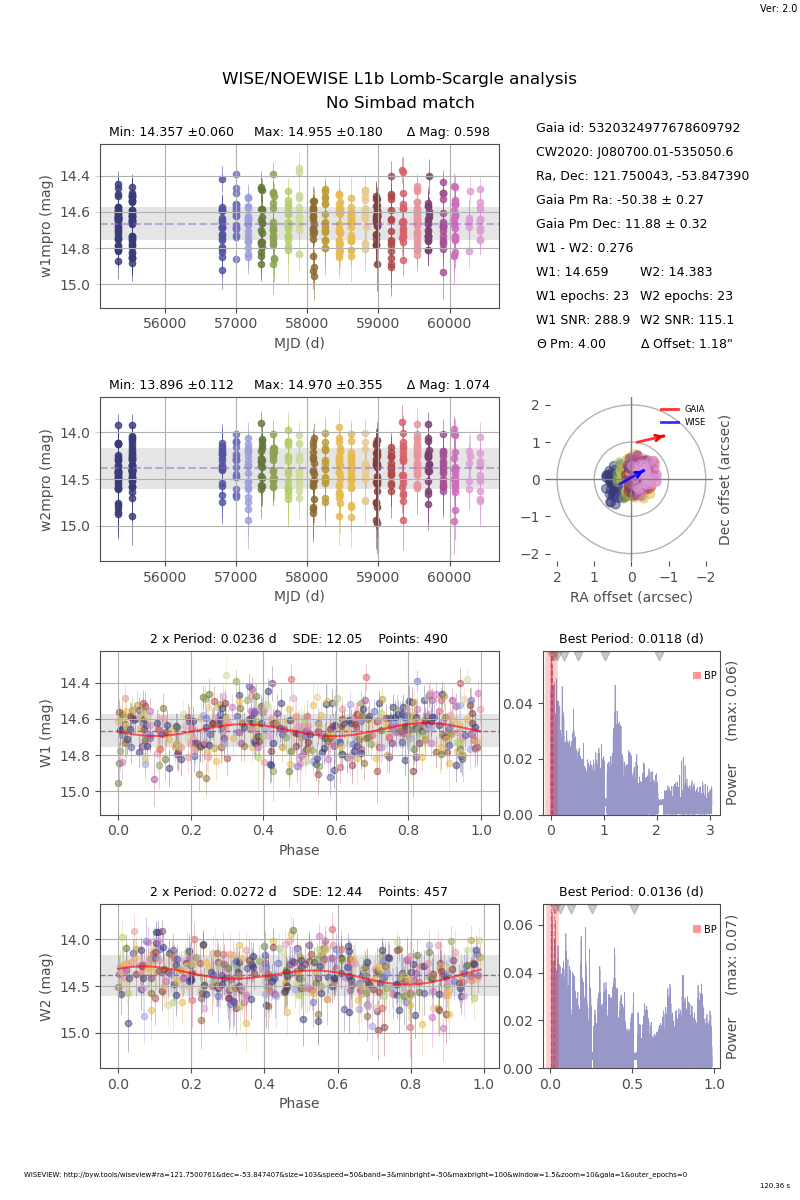 Ver: 2.0
WISE/NOEWISE L1b Lomb-Scargle analysis
No Simbad match
Min: 14.357 ±0.060 Max: 14.955 ±0.180 Δ Mag: 0.598
14.4
14.6
14.8
15.0
w1mpro (mag)
56000 57000 58000 59000 60000
MJD (d)
Gaia id: 5320324977678609792
CW2020: J080700.01-535050.6
Ra, Dec: 121.750043, -53.847390
Gaia Pm Ra: -50.38 ± 0.27
Gaia Pm Dec: 11.88 ± 0.32
W1 - W2: 0.276
W1: 14.659 W2: 14.383
W1 epochs: 23 W2 epochs: 23
W1 SNR: 288.9 W2 SNR: 115.1
Θ Pm: 4.00 Δ Offset: 1.18"
Min: 13.896 ±0.112 Max: 14.970 ±0.355 Δ Mag: 1.074
14.0
14.5
15.0
w2mpro (mag)
56000 57000 58000 59000 60000
MJD (d)
GAIA
WISE
2
1
0
−1
−2
2 1 0 −1 −2
RA offset (arcsec)
Dec offset (arcsec)
2 x Period: 0.0236 d SDE: 12.05 Points: 490
14.4
14.6
14.8
15.0
W1 (mag)
0.0 0.2 0.4 0.6 0.8 1.0
Phase
Best Period: 0.0118 (d)
BP
0.04
0.02
0.00
0 1 2 3
Power (max: 0.06)
2 x Period: 0.0272 d SDE: 12.44 Points: 457
14.0
14.5
15.0
W2 (mag)
0.0 0.2 0.4 0.6 0.8 1.0
Phase
Best Period: 0.0136 (d)
BP
0.06
0.04
0.02
0.00
0.0 0.5 1.0
Power (max: 0.07)
WISEVIEW: http://byw.tools/wiseview#ra=121.7500761&dec=-53.847407&size=103&speed=50&band=3&minbright=-50&maxbright=100&window=1.5&zoom=10&gaia=1&outer_epochs=0
120.36 s